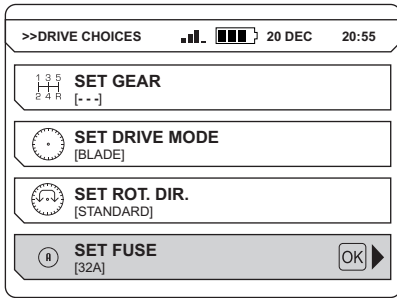 >>DRIVE CHOICES 20 DEC 20:55
1 3 5
2 4 R
SET GEAR
[- - -]
SET DRIVE MODE
[BLADE]
SET ROT. DIR.
[STANDARD]
A
SET FUSE
[32A]
OK